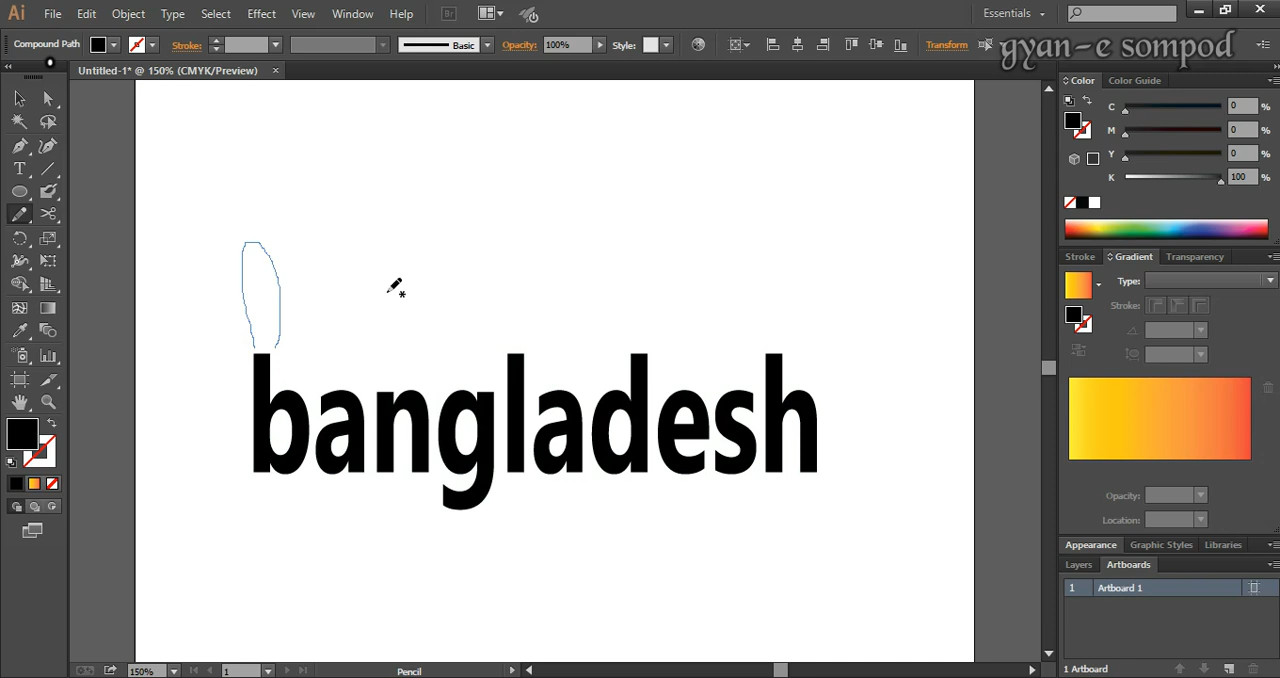 Ai File Edit Object Type Select Effect View Window Help Br Essentials
Compound Path Stroke: Basic Opacity: 100% Style: Transform
gyan-e sompod
Untitled-1* @ 150% (CMYK/Preview) ×
Color Color Guide
C 0 %
M 0 %
Y 0 %
K 100 %
Stroke Gradient Transparency
Type:
Stroke:
bangladesh
Opacity:
Location:
Appearance Graphic Styles Libraries
Layers Artboards
1 Artboard 1
150% 1 Pencil
1 Artboard